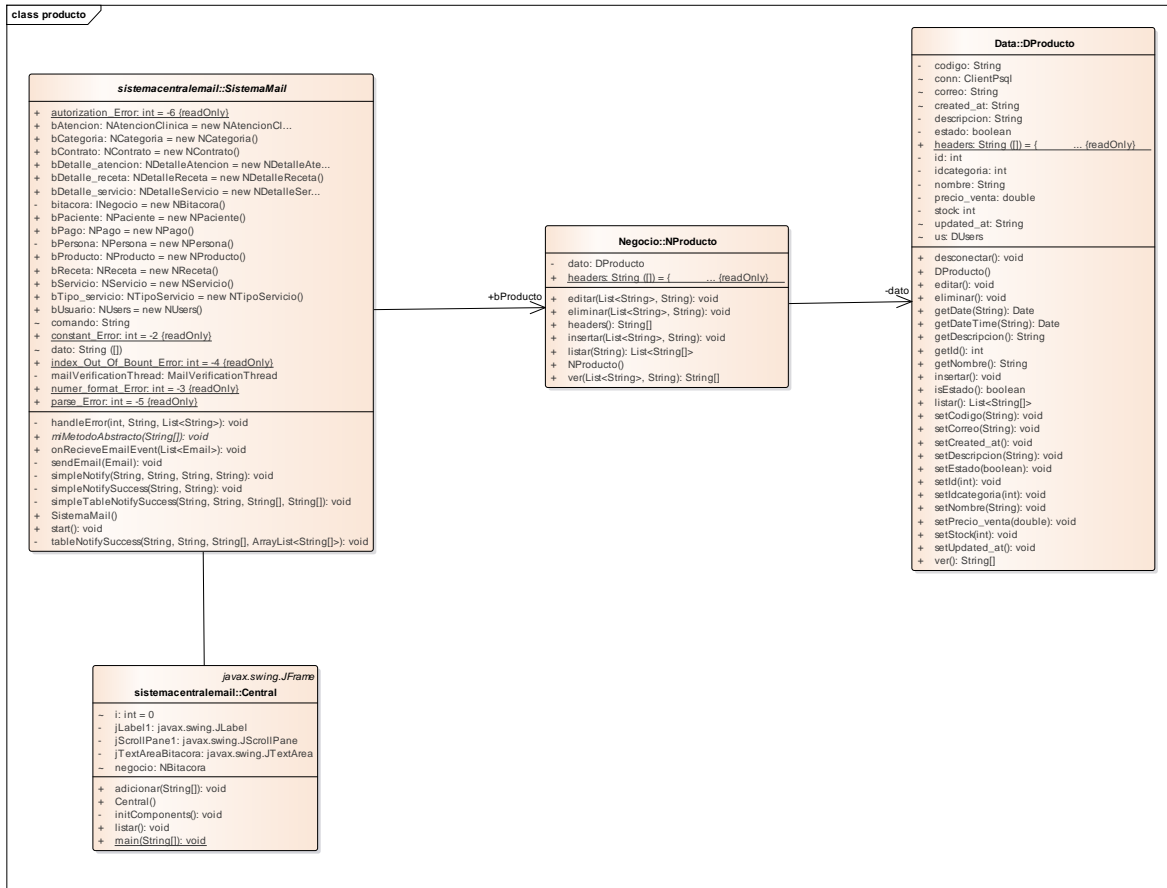 class producto
sistemacentralemail::SistemaMail
+ autorization_Error: int = -6 {readOnly}
+ bAtencion: NAtencionClinica = new NAtencionCl...
+ bCategoria: NCategoria = new NCategoria()
+ bContrato: NContrato = new NContrato()
+ bDetalle_atencion: NDetalleAtencion = new NDetalleAte...
+ bDetalle_receta: NDetalleReceta = new NDetalleReceta()
+ bDetalle_servicio: NDetalleServicio = new NDetalleSer...
- bitacora: INegocio = new NBitacora()
+ bPaciente: NPaciente = new NPaciente()
+ bPago: NPago = new NPago()
- bPersona: NPersona = new NPersona()
+ bProducto: NProducto = new NProducto()
+ bReceta: NReceta = new NReceta()
+ bServicio: NServicio = new NServicio()
+ bTipo_servicio: NTipoServicio = new NTipoServicio()
+ bUsuario: NUsers = new NUsers()
~ comando: String
+ constant_Error: int = -2 {readOnly}
~ dato: String ([])
+ index_Out_Of_Bount_Error: int = -4 {readOnly}
- mailVerificationThread: MailVerificationThread
+ numer_format_Error: int = -3 {readOnly}
+ parse_Error: int = -5 {readOnly}
- handleError(int, String, List<String>): void
+ miMetodoAbstracto(String[]): void
+ onRecieveEmailEvent(List<Email>): void
- sendEmail(Email): void
- simpleNotify(String, String, String, String): void
- simpleNotifySuccess(String, String): void
- simpleTableNotifySuccess(String, String, String[], String[]): void
+ SistemaMail()
+ start(): void
- tableNotifySuccess(String, String, String[], ArrayList<String[]>): void
+bProducto
Negocio::NProducto
- dato: DProducto
+ headers: String ([]) = { ... {readOnly}
+ editar(List<String>, String): void
+ eliminar(List<String>, String): void
+ headers(): String[]
+ insertar(List<String>, String): void
+ listar(String): List<String[]>
+ NProducto()
+ ver(List<String>, String): String[]
-dato
Data::DProducto
- codigo: String
~ conn: ClientPsql
~ correo: String
~ created_at: String
- descripcion: String
- estado: boolean
+ headers: String ([]) = { ... {readOnly}
- id: int
- idcategoria: int
- nombre: String
- precio_venta: double
- stock: int
~ updated_at: String
~ us: DUsers
+ desconectar(): void
+ DProducto()
+ editar(): void
+ eliminar(): void
+ getDate(String): Date
+ getDateTime(String): Date
+ getDescripcion(): String
+ getId(): int
+ getNombre(): String
+ insertar(): void
+ isEstado(): boolean
+ listar(): List<String[]>
+ setCodigo(String): void
+ setCorreo(String): void
+ setCreated_at(): void
+ setDescripcion(String): void
+ setEstado(boolean): void
+ setId(int): void
+ setIdcategoria(int): void
+ setNombre(String): void
+ setPrecio_venta(double): void
+ setStock(int): void
+ setUpdated_at(): void
+ ver(): String[]
javax.swing.JFrame
sistemacentralemail::Central
~ i: int = 0
- jLabel1: javax.swing.JLabel
- jScrollPane1: javax.swing.JScrollPane
- jTextAreaBitacora: javax.swing.JTextArea
~ negocio: NBitacora
+ adicionar(String[]): void
+ Central()
- initComponents(): void
+ listar(): void
+ main(String[]): void